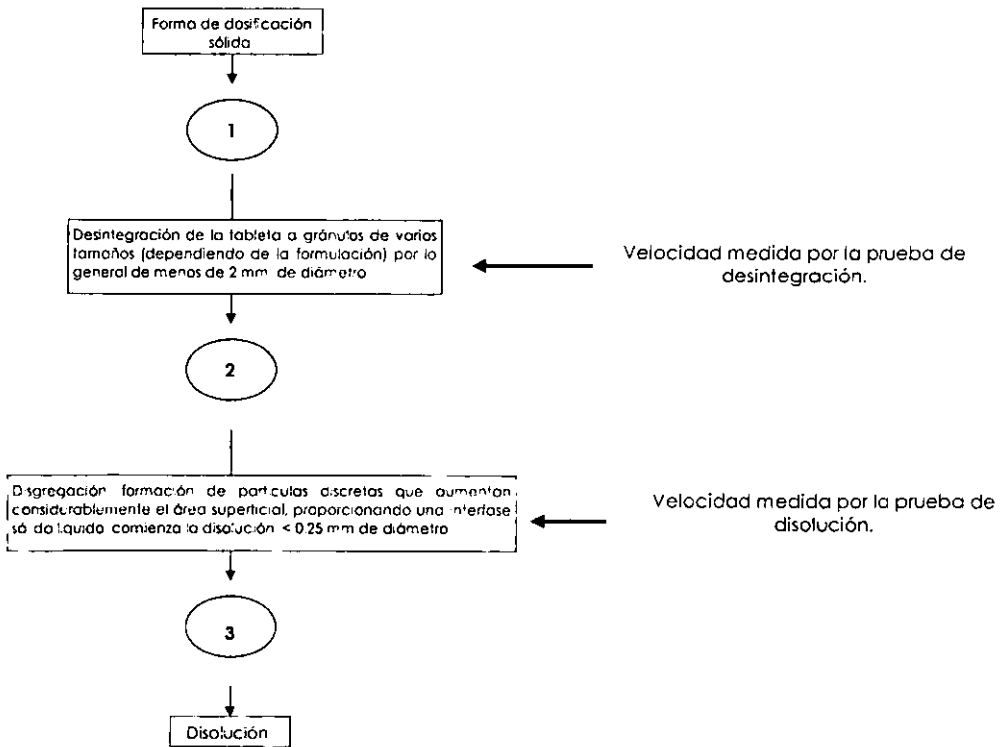 Forma de dosificación
sólida
1
Desintegración de la tableta a gránulos de varios
tamaños (dependiendo de la formulación) por lo
general de menos de 2 mm de diámetro
Velocidad medida por la prueba de
desintegración.
2
Disgregación formación de partículas discretas que aumentan
considerablemente el área superficial, proporcionando una interfase
sólido líquido comienza la disolución < 0.25 mm de diámetro
Velocidad medida por la prueba de
disolución.
3
Disolución